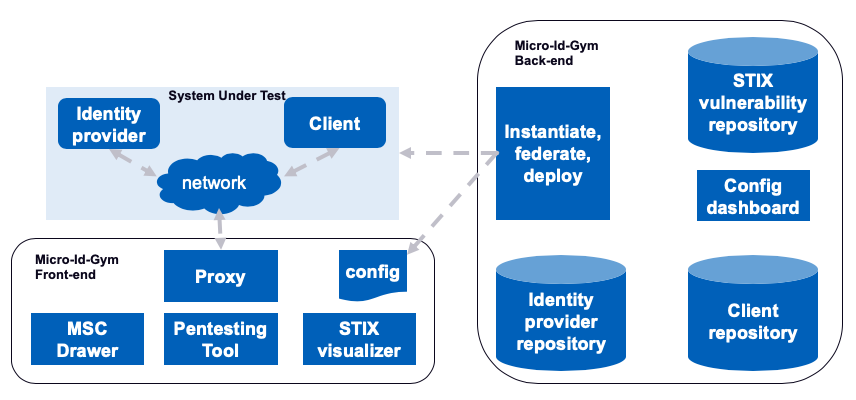 System Under Test
Identity
provider
Client
network
Micro-Id-Gym
Front-end
Proxy
config
MSC
Drawer
Pentesting
Tool
STIX
visualizer
Micro-Id-Gym
Back-end
Instantiate,
federate,
deploy
STIX
vulnerability
repository
Config
dashboard
Identity
provider
repository
Client
repository